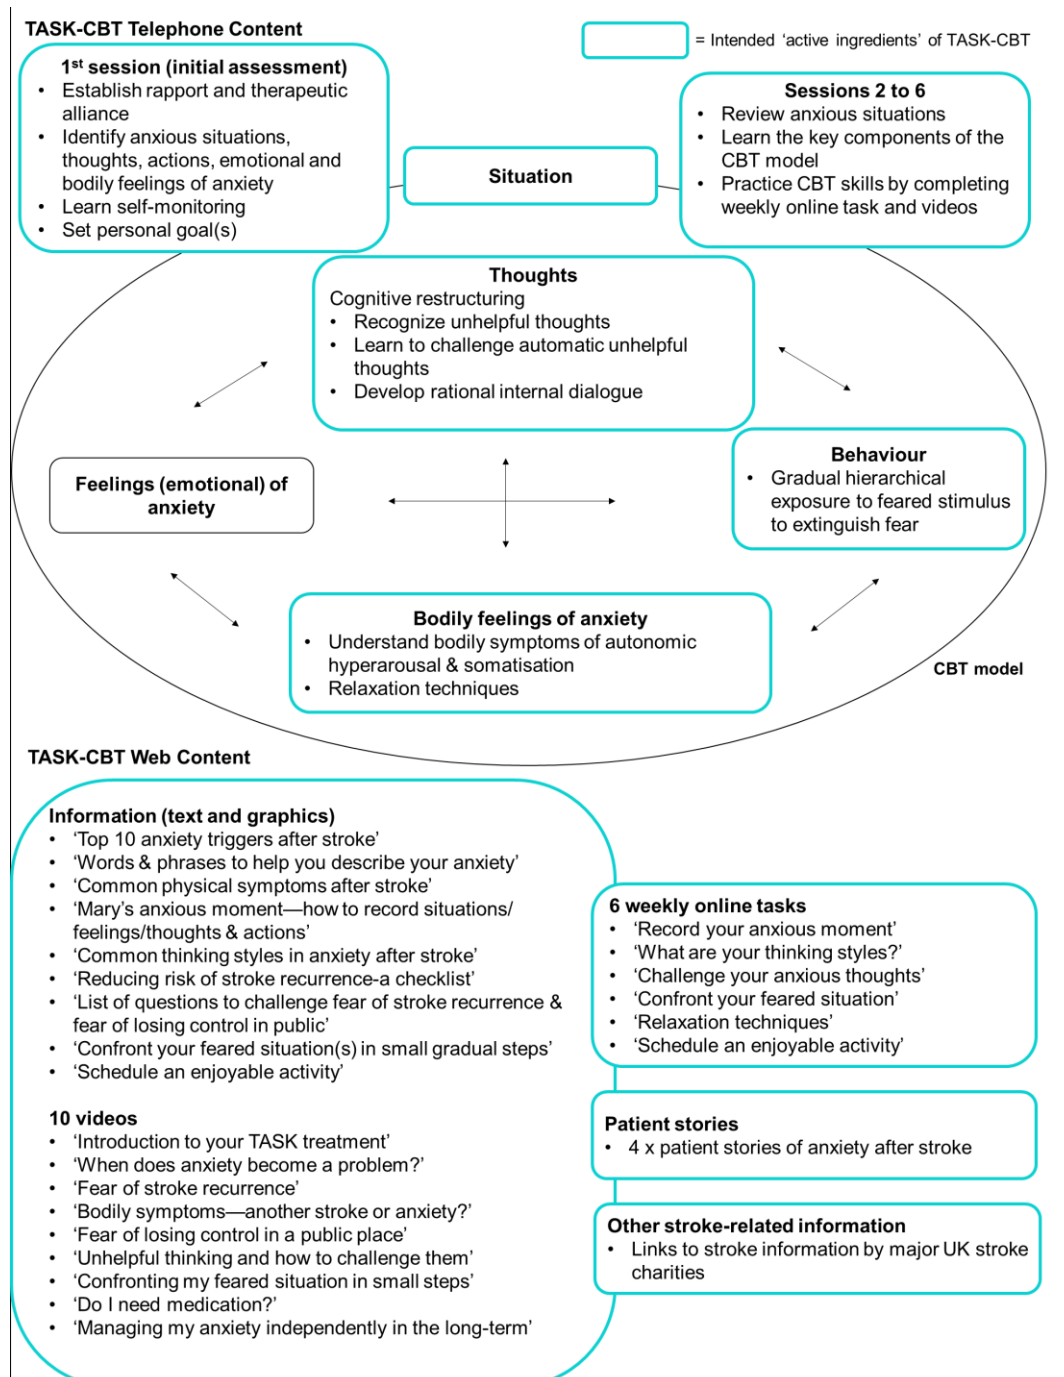 TASK-CBT Telephone Content
= Intended ‘active ingredients’ of TASK-CBT
1st session (initial assessment)
• Establish rapport and therapeutic
alliance
• Identify anxious situations,
thoughts, actions, emotional and
bodily feelings of anxiety
• Learn self-monitoring
• Set personal goal(s)
Situation
Sessions 2 to 6
• Review anxious situations
• Learn the key components of the
CBT model
• Practice CBT skills by completing
weekly online task and videos
Thoughts
Cognitive restructuring
• Recognize unhelpful thoughts
• Learn to challenge automatic unhelpful
thoughts
• Develop rational internal dialogue
Feelings (emotional) of
anxiety
Behaviour
• Gradual hierarchical
exposure to feared stimulus
to extinguish fear
Bodily feelings of anxiety
• Understand bodily symptoms of autonomic
hyperarousal & somatisation
• Relaxation techniques
CBT model
TASK-CBT Web Content
Information (text and graphics)
• ‘Top 10 anxiety triggers after stroke’
• ‘Words & phrases to help you describe your anxiety’
• ‘Common physical symptoms after stroke’
• ‘Mary’s anxious moment—how to record situations/
feelings/thoughts & actions’
• ‘Common thinking styles in anxiety after stroke’
• ‘Reducing risk of stroke recurrence-a checklist’
• ‘List of questions to challenge fear of stroke recurrence &
fear of losing control in public’
• ‘Confront your feared situation(s) in small gradual steps’
• ‘Schedule an enjoyable activity’
10 videos
• ‘Introduction to your TASK treatment’
• ‘When does anxiety become a problem?’
• ‘Fear of stroke recurrence’
• ‘Bodily symptoms—another stroke or anxiety?’
• ‘Fear of losing control in a public place’
• ‘Unhelpful thinking and how to challenge them’
• ‘Confronting my feared situation in small steps’
• ‘Do I need medication?’
• ‘Managing my anxiety independently in the long-term’
6 weekly online tasks
• ‘Record your anxious moment’
• ‘What are your thinking styles?’
• ‘Challenge your anxious thoughts’
• ‘Confront your feared situation’
• ‘Relaxation techniques’
• ‘Schedule an enjoyable activity’
Patient stories
• 4 x patient stories of anxiety after stroke
Other stroke-related information
• Links to stroke information by major UK stroke
charities